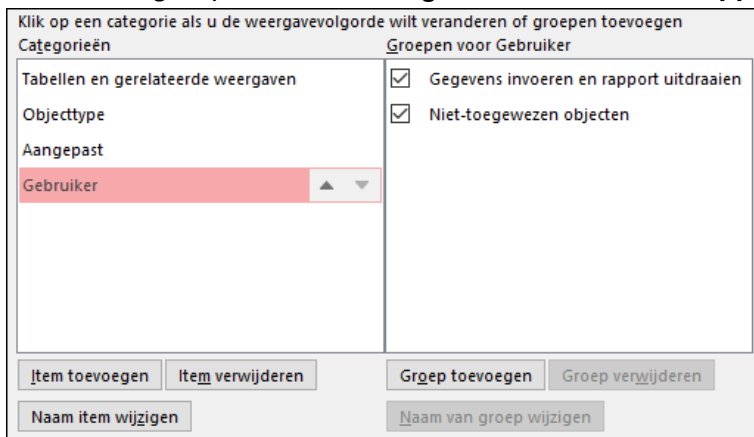 Klik op een categorie als u de weergavevolgorde wilt veranderen of groepen toevoegen
Categorieën
Groepen voor Gebruiker
Tabellen en gerelateerde weergaven
Objecttype
Aangepast
Gebruiker
Gegevens invoeren en rapport uitdraaien
Niet-toegewezen objecten
Item toevoegen
Item verwijderen
Groep toevoegen
Groep verwijderen
Naam item wijzigen
Naam van groep wijzigen